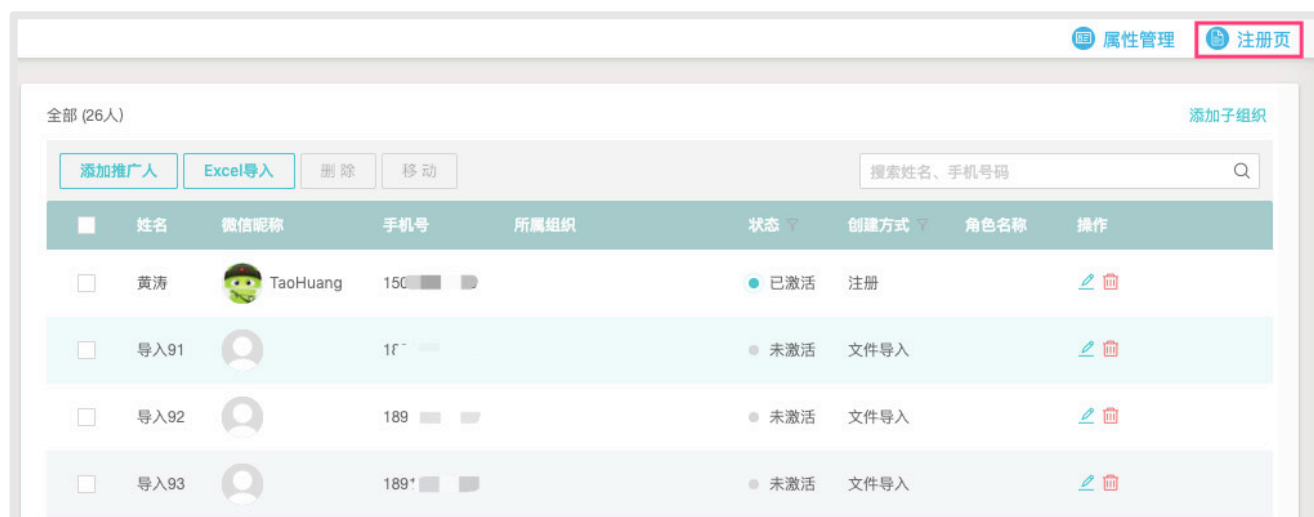 属性管理 注册页
全部 (26人) 添加子组织
添加推广人 Excel导入 删除 移动 搜索姓名、手机号码
姓名 微信昵称 手机号 所属组织 状态 创建方式 角色名称 操作
黄涛 TaoHuang 150 已激活 注册
导入91 未激活 文件导入
导入92 189 未激活 文件导入
导入93 189 未激活 文件导入